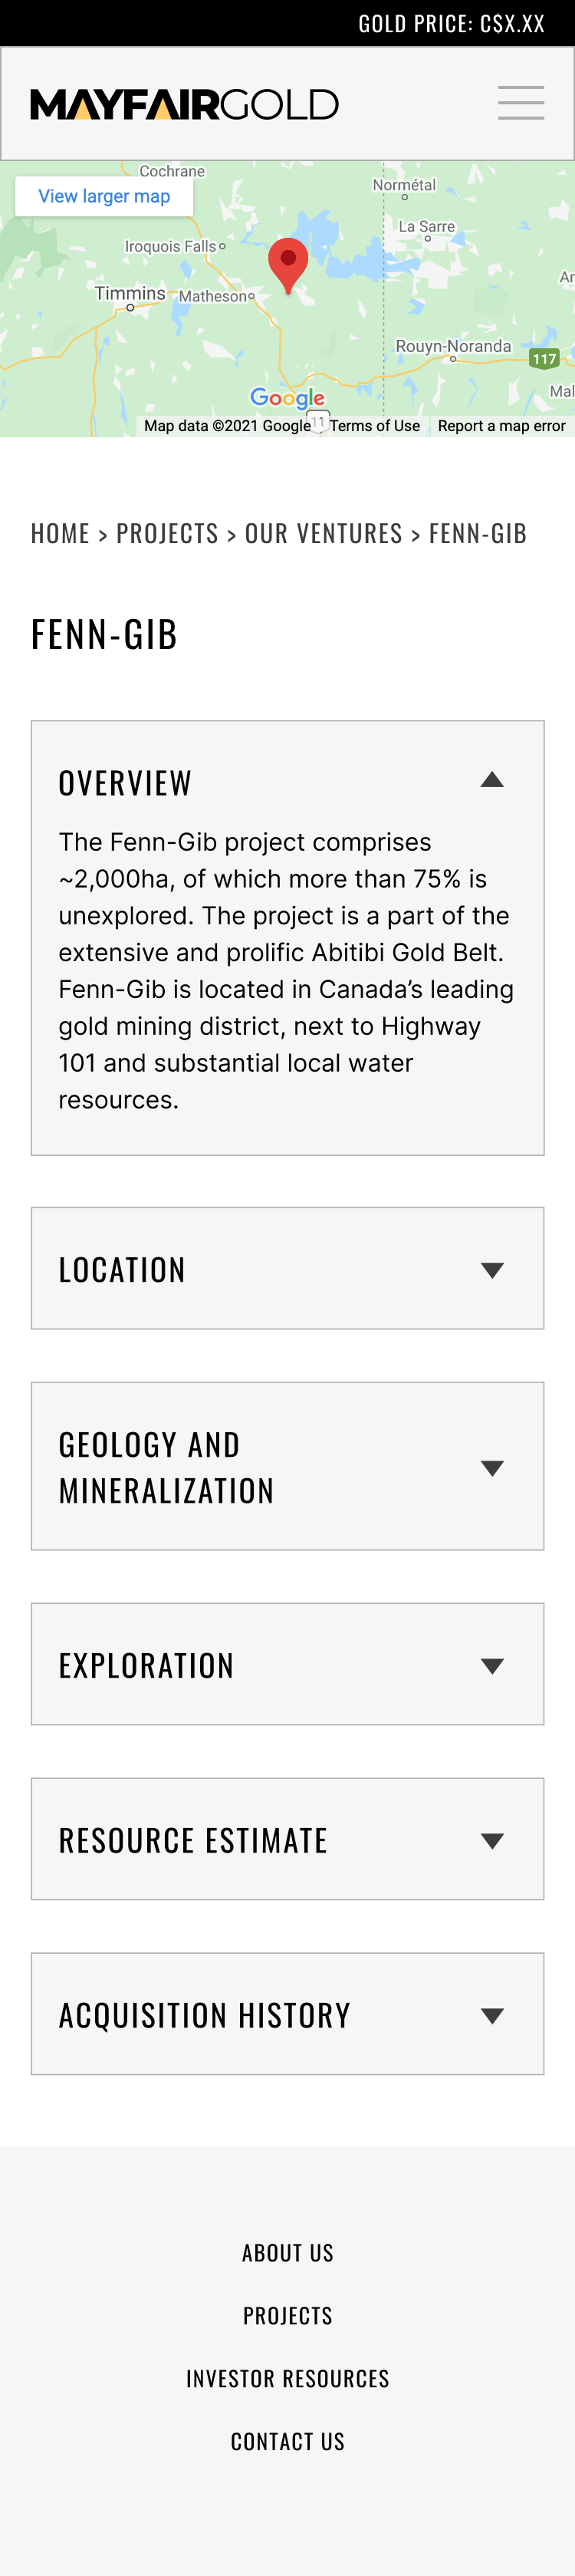 GOLD PRICE: C$X.XX
MAYFAIRGOLD
Cochrane
View larger map
Normétal
La Sarre
Iroquois Falls
Timmins
Matheson
Rouyn-Noranda
117
Google
11
Map data ©2021 Google
Terms of Use
Report a map error
HOME > PROJECTS > OUR VENTURES > FENN-GIB
FENN-GIB
OVERVIEW
The Fenn-Gib project comprises
~2,000ha, of which more than 75% is
unexplored. The project is a part of the
extensive and prolific Abitibi Gold Belt.
Fenn-Gib is located in Canada’s leading
gold mining district, next to Highway
101 and substantial local water
resources.
LOCATION
GEOLOGY AND
MINERALIZATION
EXPLORATION
RESOURCE ESTIMATE
ACQUISITION HISTORY
ABOUT US
PROJECTS
INVESTOR RESOURCES
CONTACT US